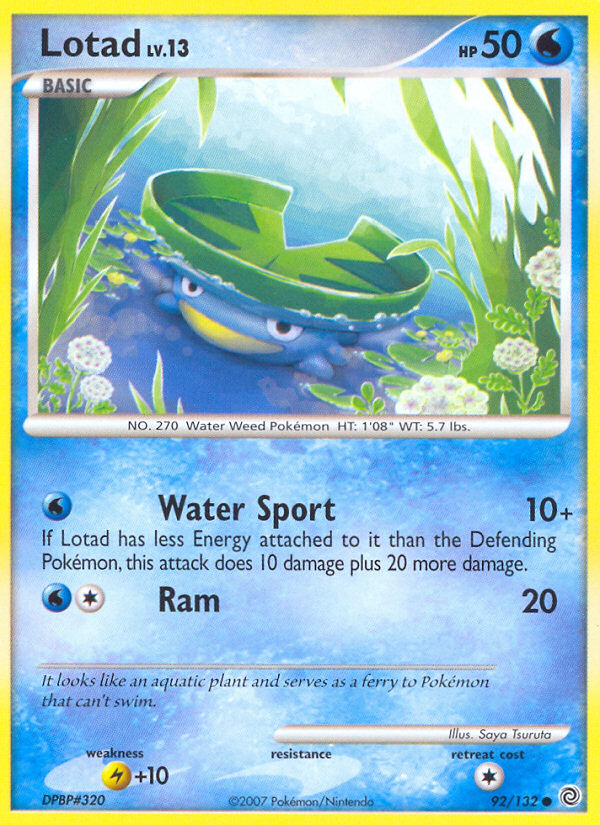 Lotad LV.13
HP 50
BASIC
NO. 270 Water Weed Pokémon HT: 1'08" WT: 5.7 lbs.
Water Sport 10+
If Lotad has less Energy attached to it than the Defending
Pokémon, this attack does 10 damage plus 20 more damage.
Ram 20
It looks like an aquatic plant and serves as a ferry to Pokémon
that can't swim.
Illus. Saya Tsuruta
weakness resistance retreat cost
+10
DPBP#320 ©2007 Pokémon/Nintendo 92/132